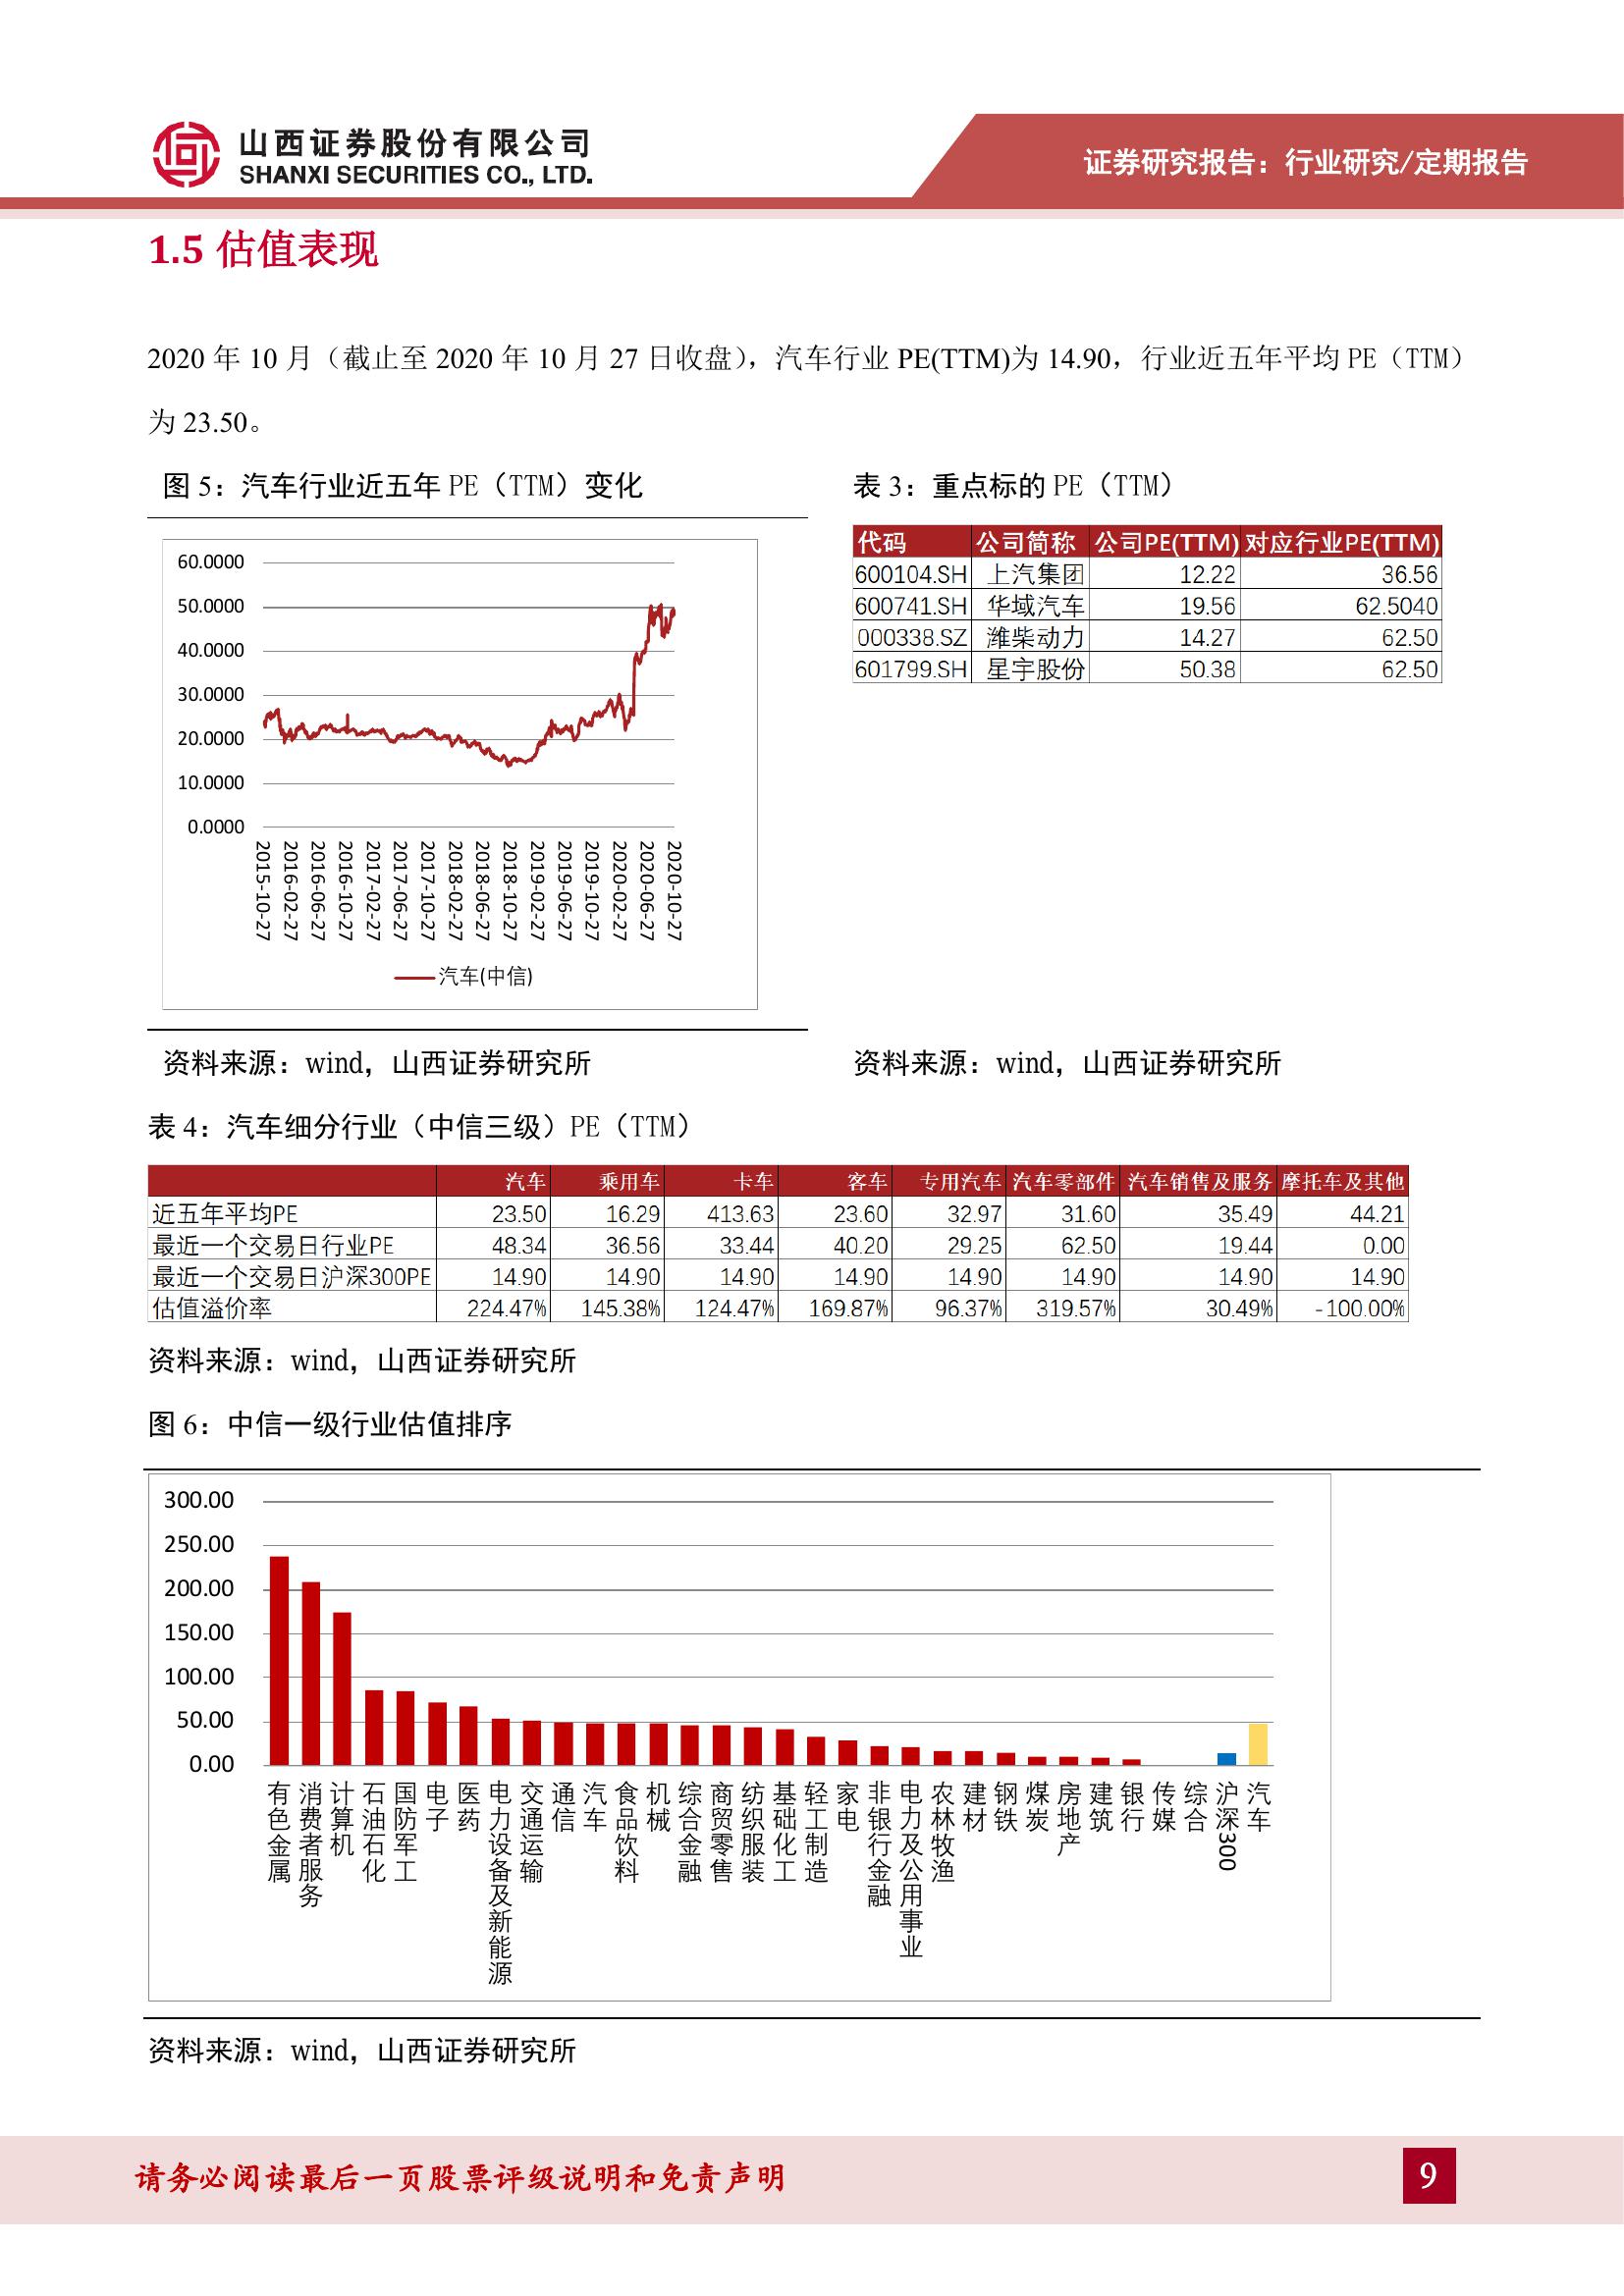 山西证券股份有限公司
SHANXI SECURITIES CO., LTD.
证券研究报告：行业研究/定期报告
1.5 估值表现
2020 年 10 月（截止至 2020 年 10 月 27 日收盘），汽车行业 PE(TTM)为 14.90，行业近五年平均 PE（TTM）
为 23.50。
图 5：汽车行业近五年 PE（TTM）变化
60.0000
50.0000
40.0000
30.0000
20.0000
10.0000
0.0000
2015-10-27
2016-02-27
2016-06-27
2016-10-27
2017-02-27
2017-06-27
2017-10-27
2018-02-27
2018-06-27
2018-10-27
2019-02-27
2019-06-27
2019-10-27
2020-02-27
2020-06-27
2020-10-27
汽车(中信)
资料来源：wind，山西证券研究所
表 3：重点标的 PE（TTM）
代码 公司简称 公司PE(TTM) 对应行业PE(TTM)
600104.SH 上汽集团 12.22 36.56
600741.SH 华域汽车 19.56 62.5040
000338.SZ 潍柴动力 14.27 62.50
601799.SH 星宇股份 50.38 62.50
资料来源：wind，山西证券研究所
表 4：汽车细分行业（中信三级）PE（TTM）
汽车 乘用车 卡车 客车 专用汽车 汽车零部件 汽车销售及服务 摩托车及其他
近五年平均PE 23.50 16.29 413.63 23.60 32.97 31.60 35.49 44.21
最近一个交易日行业PE 48.34 36.56 33.44 40.20 29.25 62.50 19.44 0.00
最近一个交易日沪深300PE 14.90 14.90 14.90 14.90 14.90 14.90 14.90 14.90
估值溢价率 224.47% 145.38% 124.47% 169.87% 96.37% 319.57% 30.49% -100.00%
资料来源：wind，山西证券研究所
图 6：中信一级行业估值排序
300.00
250.00
200.00
150.00
100.00
50.00
0.00
有色金属
消费者服务
计算机
石油石化
国防军工
电子
医药
电力设备及新能源
交通运输
通信
汽车
食品饮料
机械
综合金融
商贸零售
纺织服装
基础化工
轻工制造
家电
非银行金融
电力及公用事业
农林牧渔
建材
钢铁
煤炭
房地产
建筑
银行
传媒
综合
沪深300
汽车
资料来源：wind，山西证券研究所
请务必阅读最后一页股票评级说明和免责声明
9